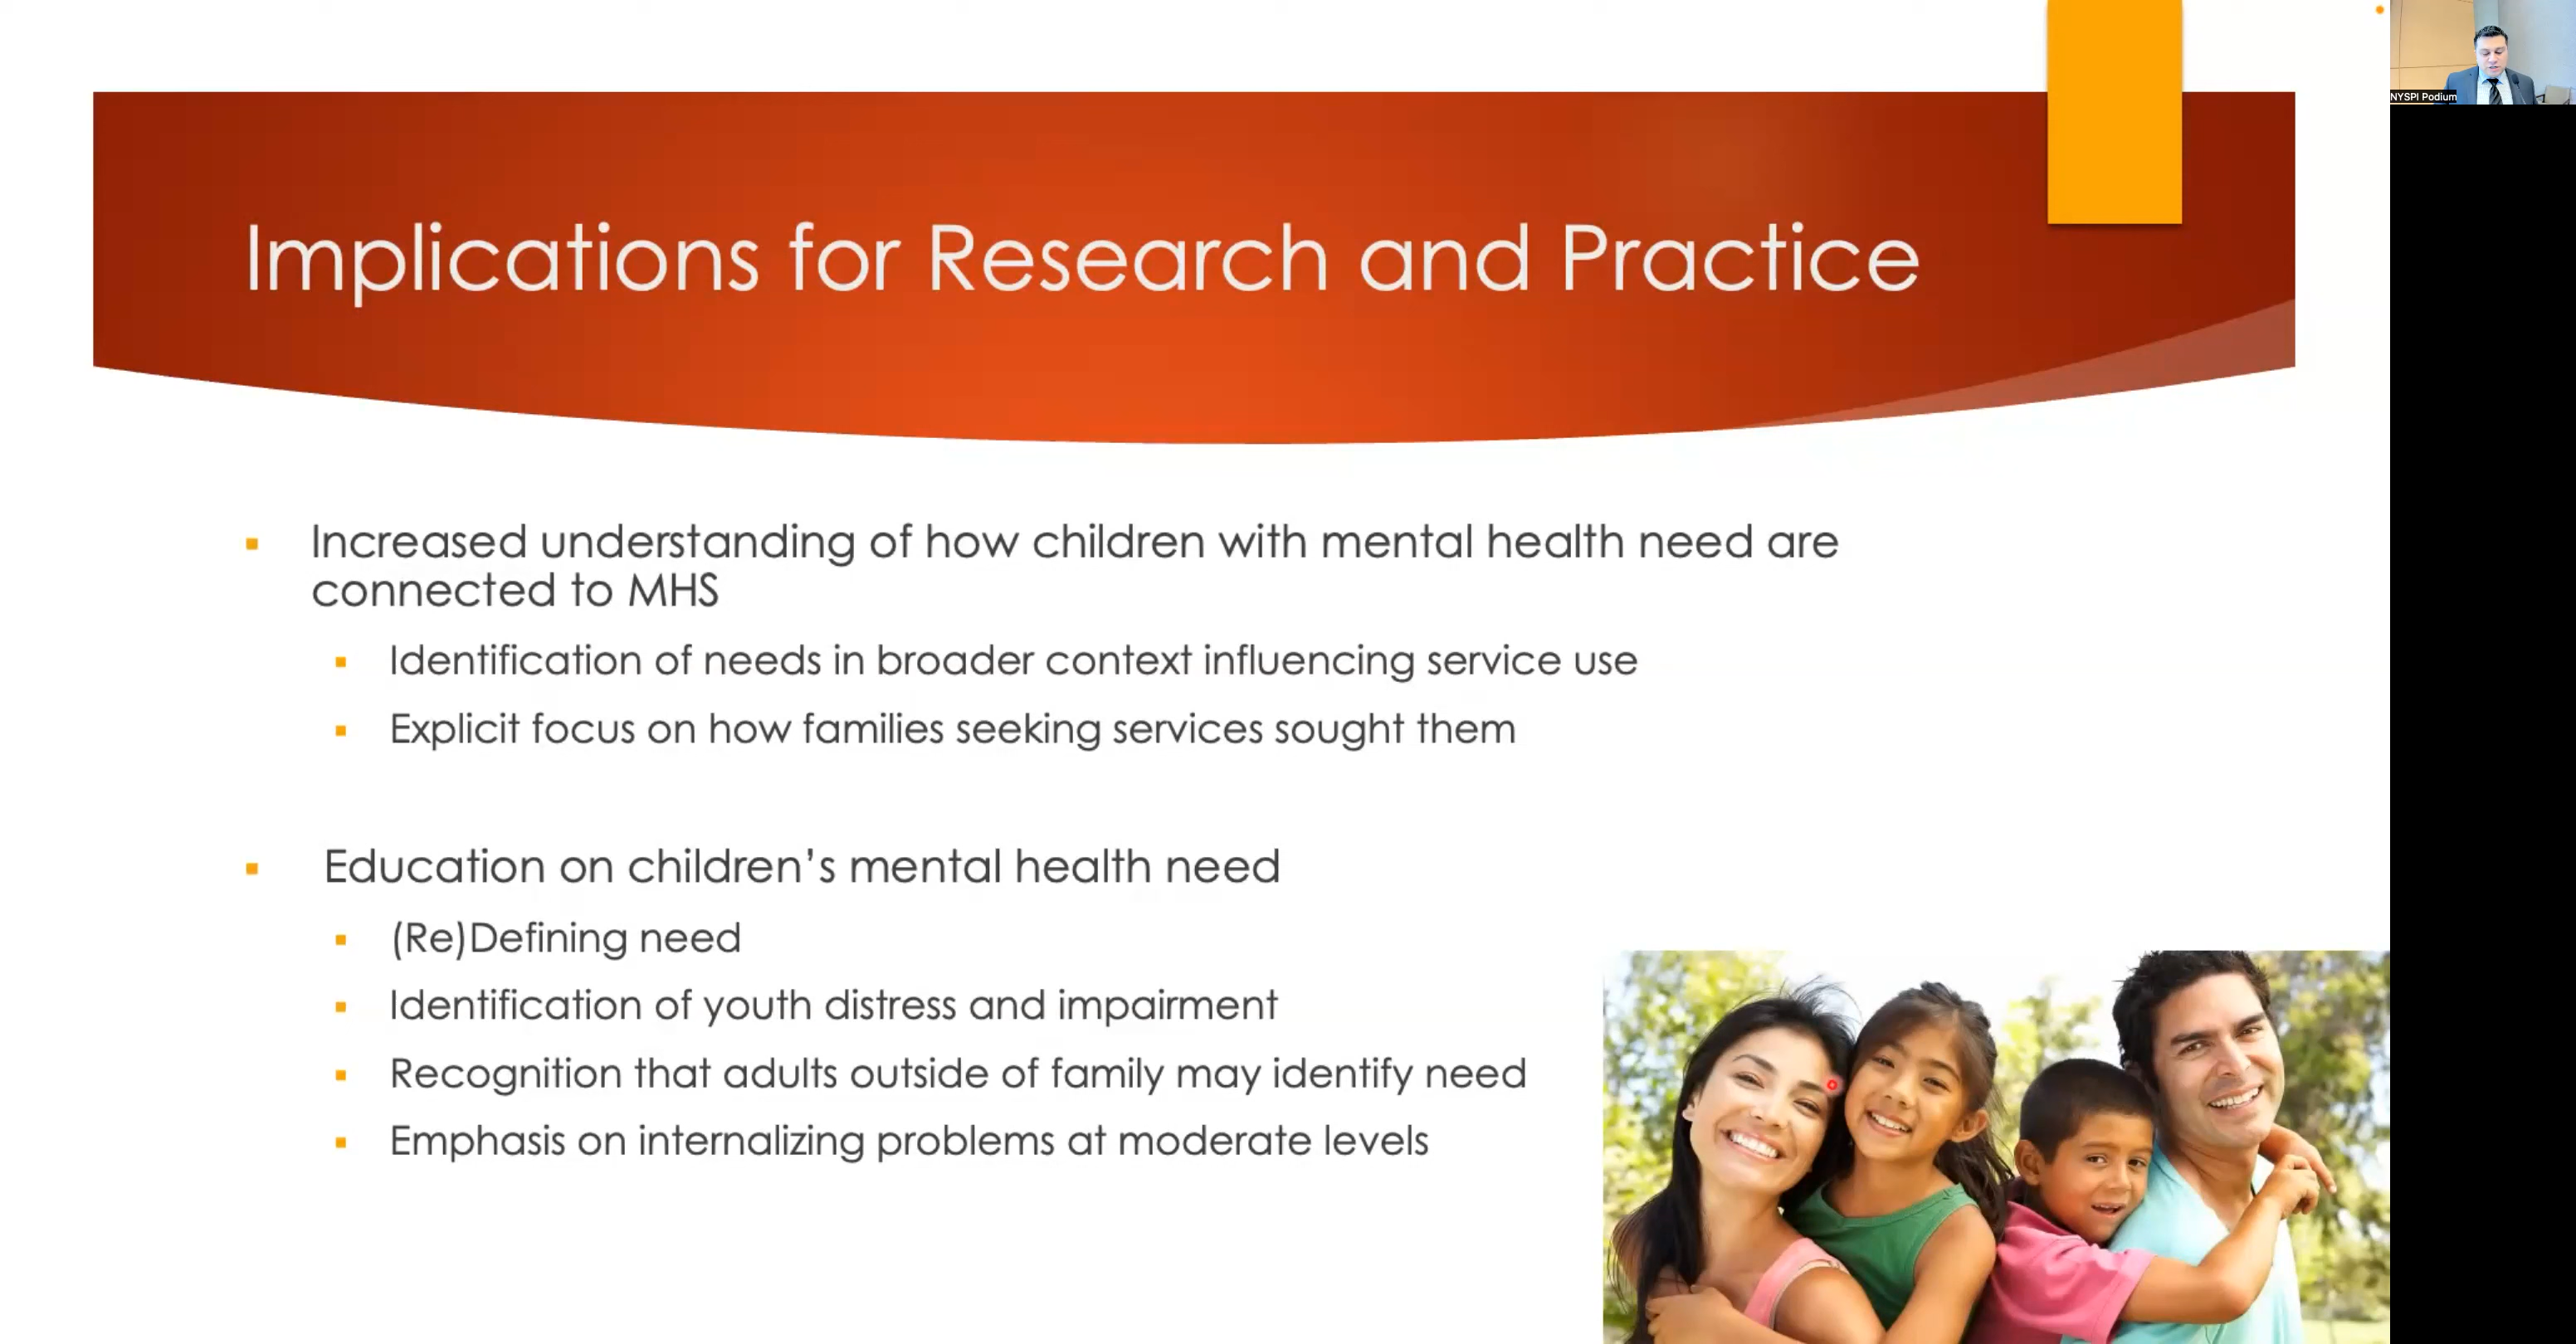 NYSPI Podium
Implications for Research and Practice
Increased understanding of how children with mental health need are
connected to MHS
Identification of needs in broader context influencing service use
Explicit focus on how families seeking services sought them
Education on children’s mental health need
(Re)Defining need
Identification of youth distress and impairment
Recognition that adults outside of family may identify need
Emphasis on internalizing problems at moderate levels